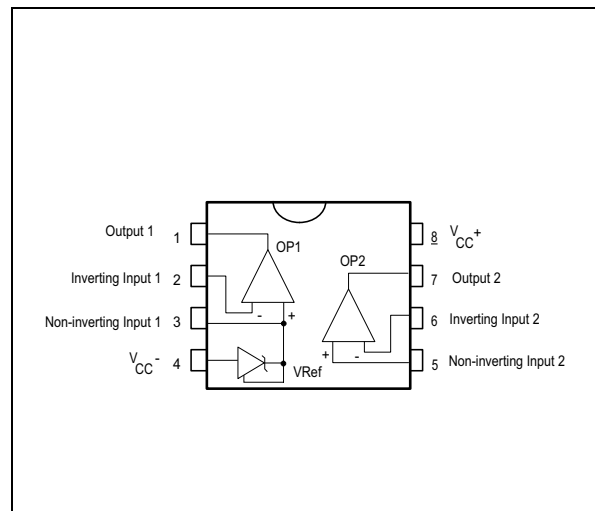 Output 1
1
OP1
8
VCC+
Inverting Input 1
2
OP2
7
Output 2
Non-inverting Input 1
3
-
+
6
Inverting Input 2
VCC-
4
VRef
+
-
5
Non-inverting Input 2